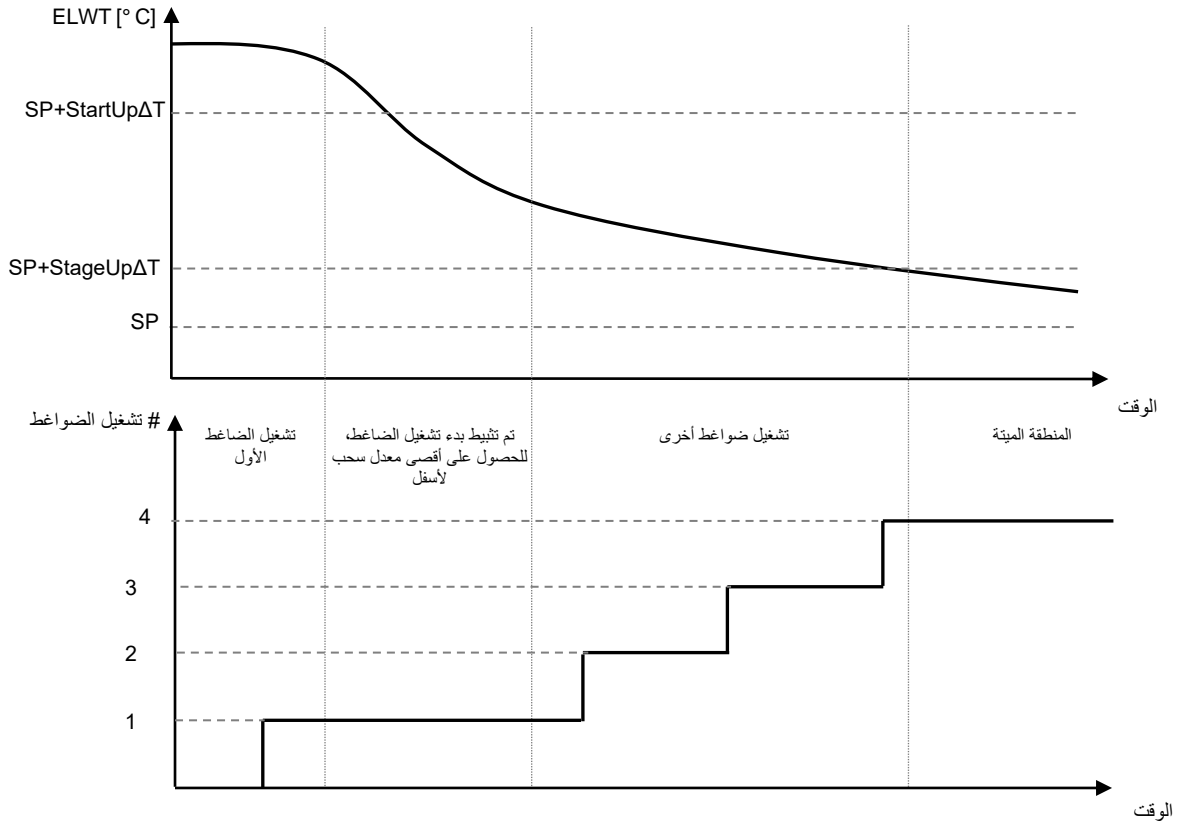 ELWT [° C]
SP+StartUpΔT
SP+StageUpΔT
SP
الوقت
# تشغيل الضواغط
تشغيل الضاغط
الأول
تم تثبيط بدء تشغيل الضاغط،
للحصول على أقصى معدل سحب
لأسفل
تشغيل ضواغط أخرى
المنطقة الميتة
4
3
2
1
الوقت